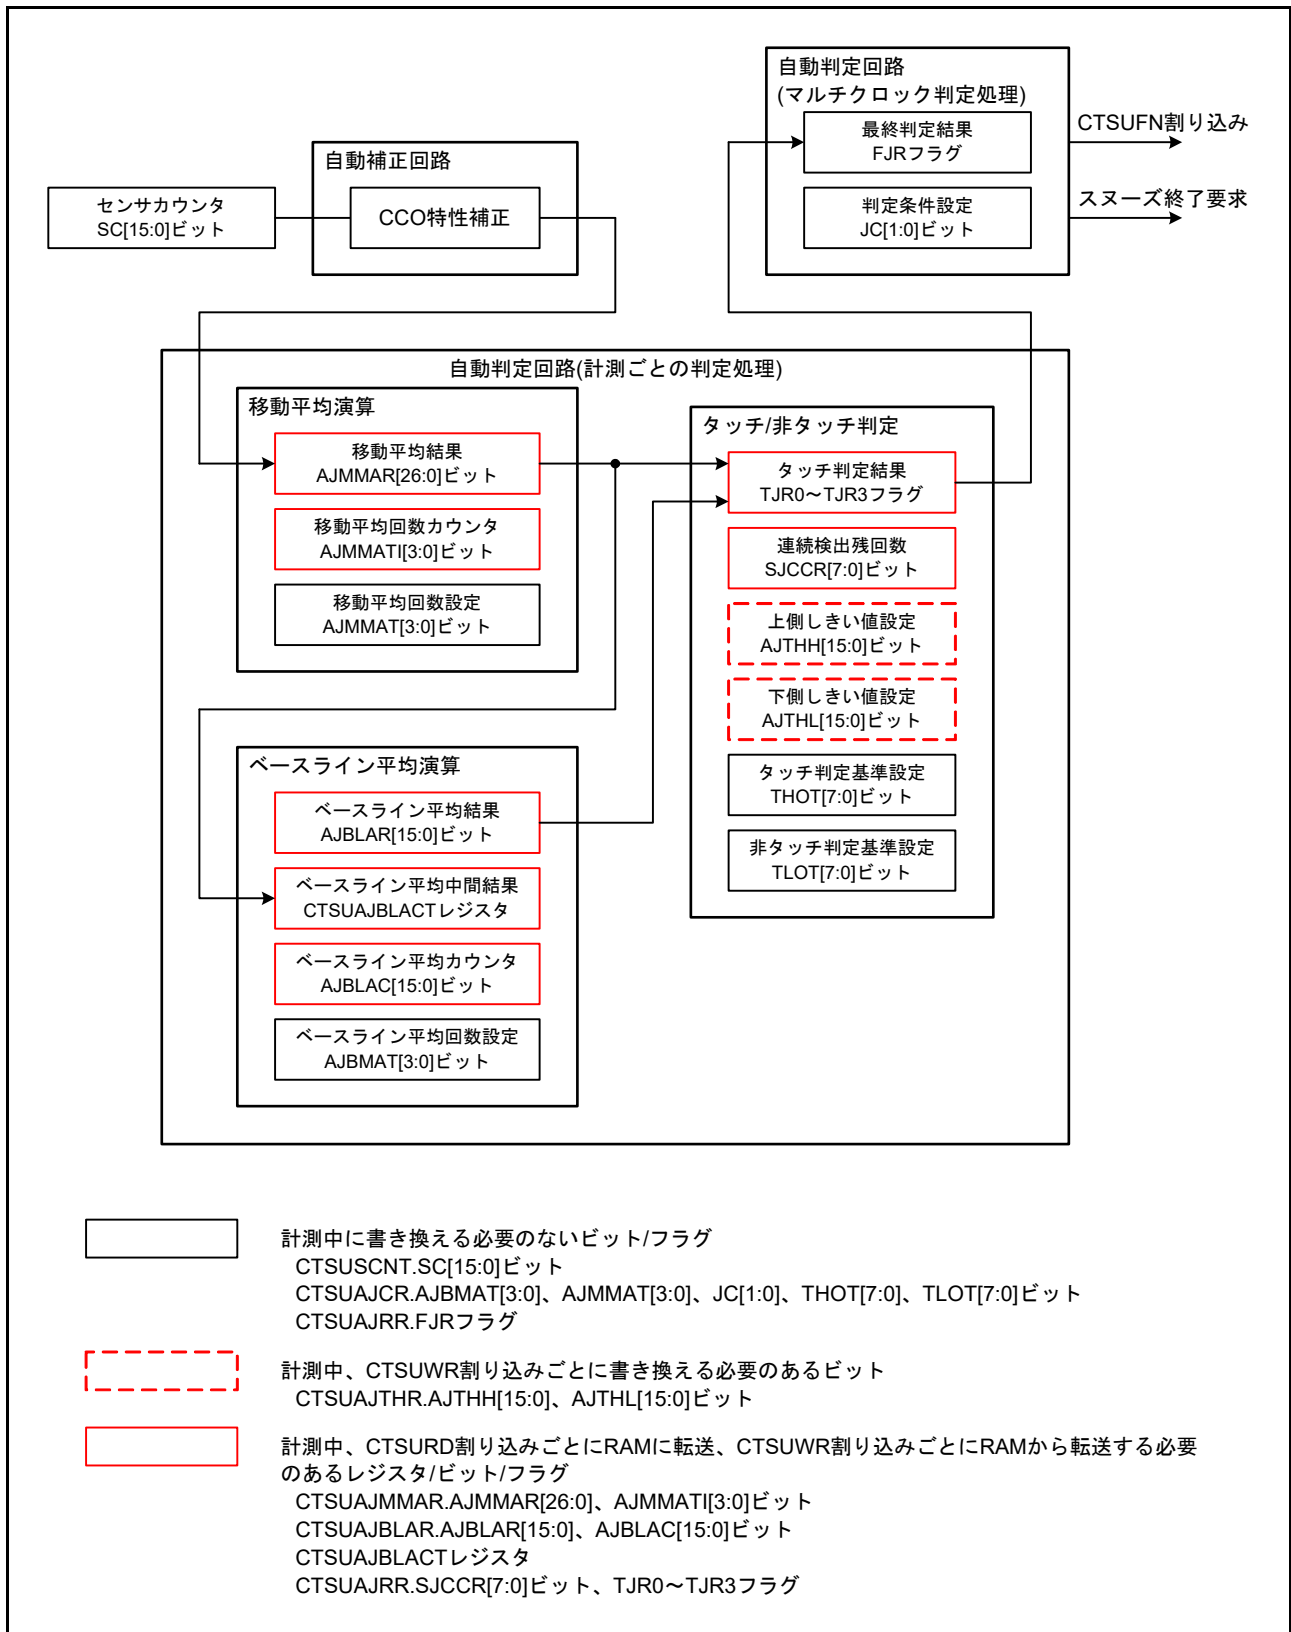 自動判定回路
(マルチクロック判定処理)
最終判定結果
FJRフラグ
判定条件設定
JC[1:0]ビット
CTSUFN割り込み
スヌーズ終了要求
自動補正回路
CCO特性補正
センサカウンタ
SC[15:0]ビット
自動判定回路(計測ごとの判定処理)
移動平均演算
移動平均結果
AJMMAR[26:0]ビット
移動平均回数カウンタ
AJMMATI[3:0]ビット
移動平均回数設定
AJMMAT[3:0]ビット
タッチ/非タッチ判定
タッチ判定結果
TJR0～TJR3フラグ
連続検出残回数
SJCCR[7:0]ビット
上側しきい値設定
AJTHH[15:0]ビット
下側しきい値設定
AJTHL[15:0]ビット
タッチ判定基準設定
THOT[7:0]ビット
非タッチ判定基準設定
TLOT[7:0]ビット
ベースライン平均演算
ベースライン平均結果
AJBLAR[15:0]ビット
ベースライン平均中間結果
CTSUAJBLACTレジスタ
ベースライン平均カウンタ
AJBLAC[15:0]ビット
ベースライン平均回数設定
AJBMAT[3:0]ビット
計測中に書き換える必要のないビット/フラグ
CTSUSCNT.SC[15:0]ビット
CTSUAJCR.AJBMAT[3:0]、AJMMAT[3:0]、JC[1:0]、THOT[7:0]、TLOT[7:0]ビット
CTSUAJRR.FJRフラグ
計測中、CTSUWR割り込みごとに書き換える必要のあるビット
CTSUAJTHR.AJTHH[15:0]、AJTHL[15:0]ビット
計測中、CTSURD割り込みごとにRAMに転送、CTSUWR割り込みごとにRAMから転送する必要
のあるレジスタ/ビット/フラグ
CTSUAJMMAR.AJMMAR[26:0]、AJMMATI[3:0]ビット
CTSUAJBLAR.AJBLAR[15:0]、AJBLAC[15:0]ビット
CTSUAJBLACTレジスタ
CTSUAJRR.SJCCR[7:0]ビット、TJR0～TJR3フラグ